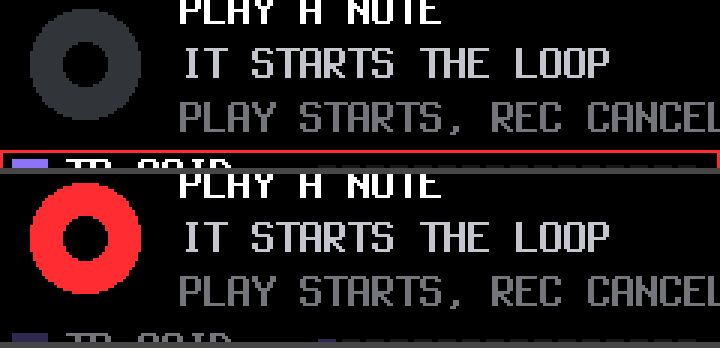 PLAY A NOTE
IT STARTS THE LOOP
PLAY STARTS, REC CANCEL
PLAY A NOTE
IT STARTS THE LOOP
PLAY STARTS, REC CANCEL